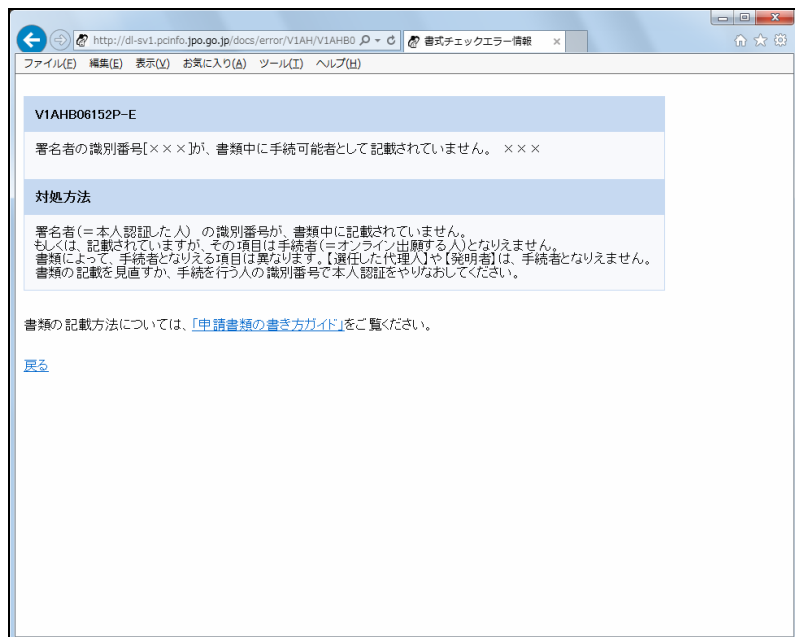 http://dl-sv1.pcinfo.jpo.go.jp/docs/error/V1AH/V1AHB0
書式チェックエラー情報
ファイル(F) 編集(E) 表示(V) お気に入り(A) ツール(T) ヘルプ(H)
V1AHB06152P-E
署名者の識別番号[×××]が、書類中に手続可能者として記載されていません。 ×××
対処方法
署名者(=本人認証した人) の識別番号が、書類中に記載されていません。
もしくは、記載されていますが、その項目は手続者(=オンライン出願する人)となりえません。
書類によって、手続者となりえる項目は異なります。【選任した代理人】や【発明者】は、手続者となりえません。
書類の記載を見直すか、手続を行う人の識別番号で本人認証をやりなおしてください。
書類の記載方法については、「申請書類の書き方ガイド」をご覧ください。
戻る